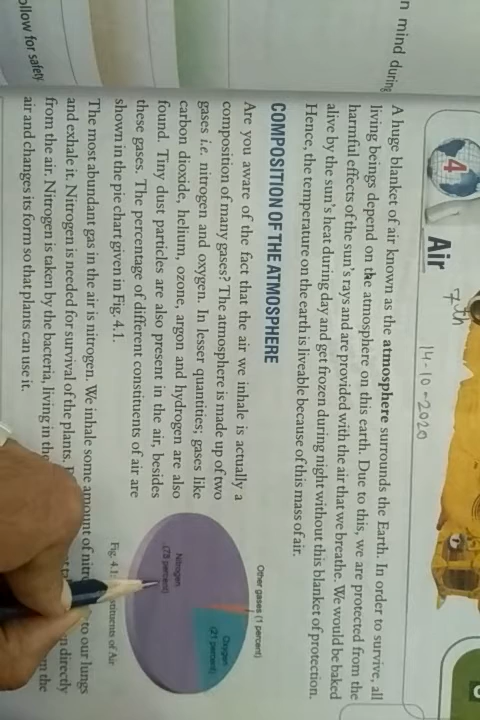 n mind during
ollow for safety
4
Air
7th
14-10-2020
A huge blanket of air known as the atmosphere surrounds the Earth. In order to survive, all
living beings depend on the atmosphere on this earth. Due to this, we are protected from the
harmful effects of the sun's rays and are provided with the air that we breathe. We would be baked
alive by the sun's heat during day and get frozen during night without this blanket of protection.
Hence, the temperature on the earth is liveable because of this mass of air.
COMPOSITION OF THE ATMOSPHERE
Are you aware of the fact that the air we inhale is actually a
composition of many gases? The atmosphere is made up of two
gases i.e. nitrogen and oxygen. In lesser quantities; gases like
carbon dioxide, helium, ozone, argon and hydrogen are also
found. Tiny dust particles are also present in the air, besides
these gases. The percentage of different constituents of air are
shown in the pie chart given in Fig. 4.1.
Other gases (1 percent)
Oxygen
(21 percent)
Nitrogen
(78 percent)
Fig. 4.1: stituents of Air
The most abundant gas in the air is nitrogen. We inhale some amount of nitro to our lungs
and exhale it. Nitrogen is needed for survival of the plants. directly
from the air. Nitrogen is taken by the bacteria, living in the the
air and changes its form so that plants can use it.